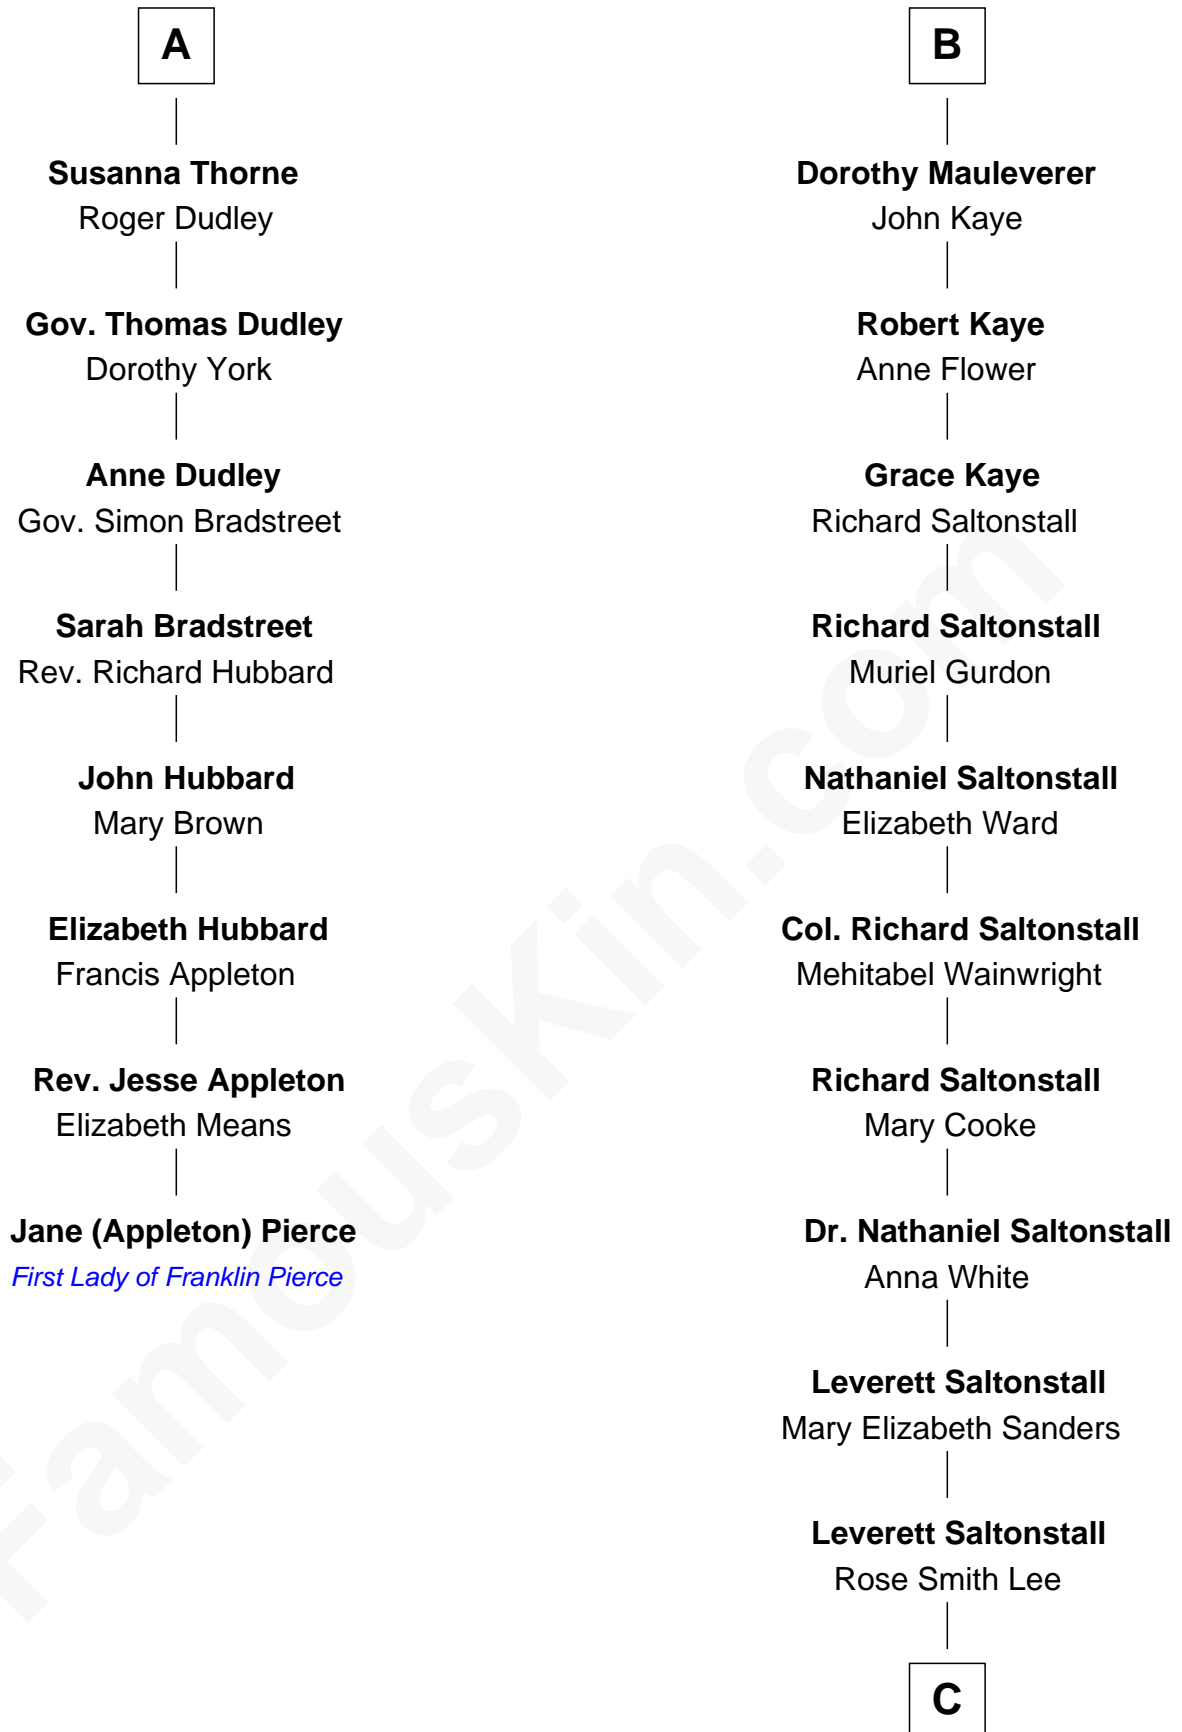 A
Susanna Thorne
Roger Dudley
Gov. Thomas Dudley
Dorothy York
Anne Dudley
Gov. Simon Bradstreet
Sarah Bradstreet
Rev. Richard Hubbard
John Hubbard
Mary Brown
Elizabeth Hubbard
Francis Appleton
Rev. Jesse Appleton
Elizabeth Means
Jane (Appleton) Pierce
First Lady of Franklin Pierce
B
Dorothy Mauleverer
John Kaye
Robert Kaye
Anne Flower
Grace Kaye
Richard Saltonstall
Richard Saltonstall
Muriel Gurdon
Nathaniel Saltonstall
Elizabeth Ward
Col. Richard Saltonstall
Mehitabel Wainwright
Richard Saltonstall
Mary Cooke
Dr. Nathaniel Saltonstall
Anna White
Leverett Saltonstall
Mary Elizabeth Sanders
Leverett Saltonstall
Rose Smith Lee
C
FamousKin.com